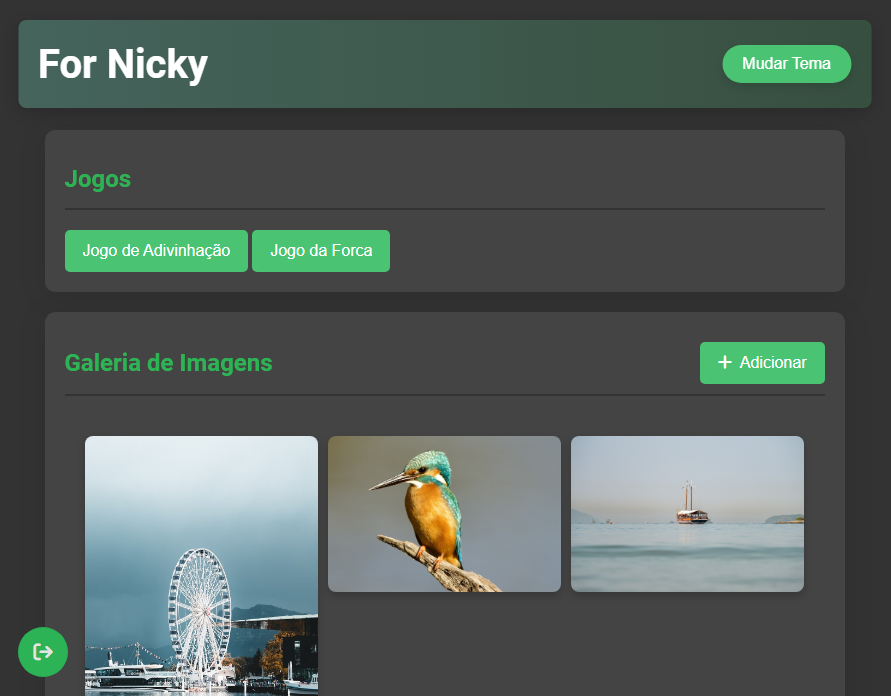 For Nicky
Mudar Tema
Jogos
Jogo de Adivinhação
Jogo da Forca
Galeria de Imagens
Adicionar